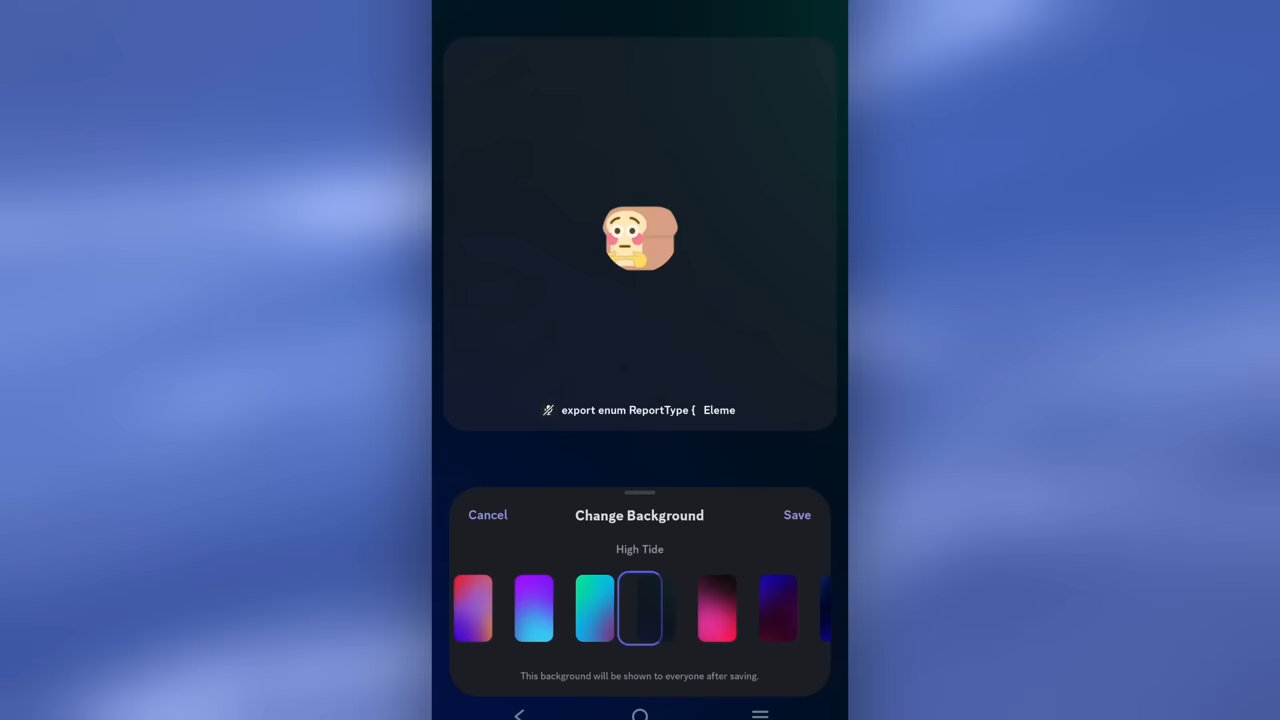 export enum ReportType { Eleme
Cancel
Change Background
Save
High Tide
This background will be shown to everyone after saving.